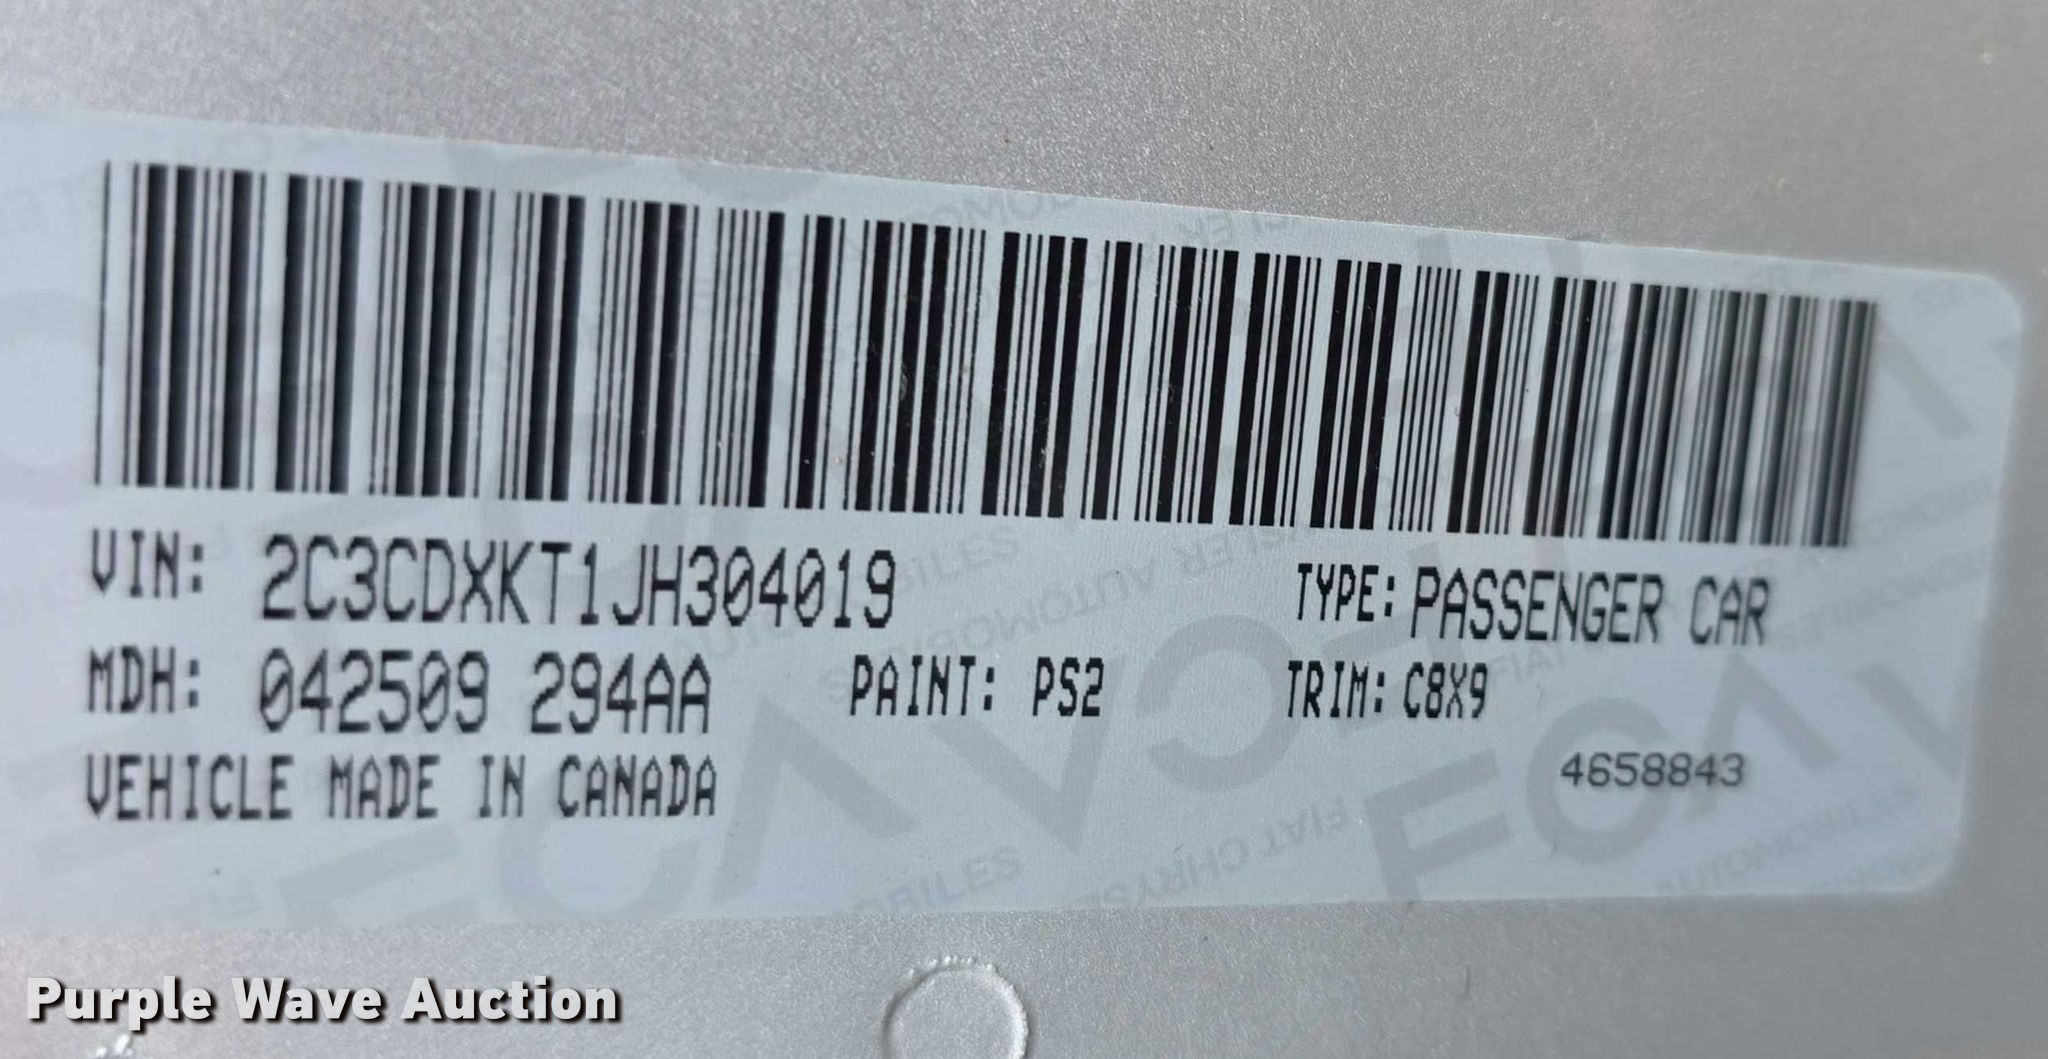 VIN: 2C3CDXKT1JH304019 TYPE: PASSENGER CAR
MDH: 042509 294AA PAINT: PS2 TRIM: C8X9
VEHICLE MADE IN CANADA 4658843
Purple Wave Auction